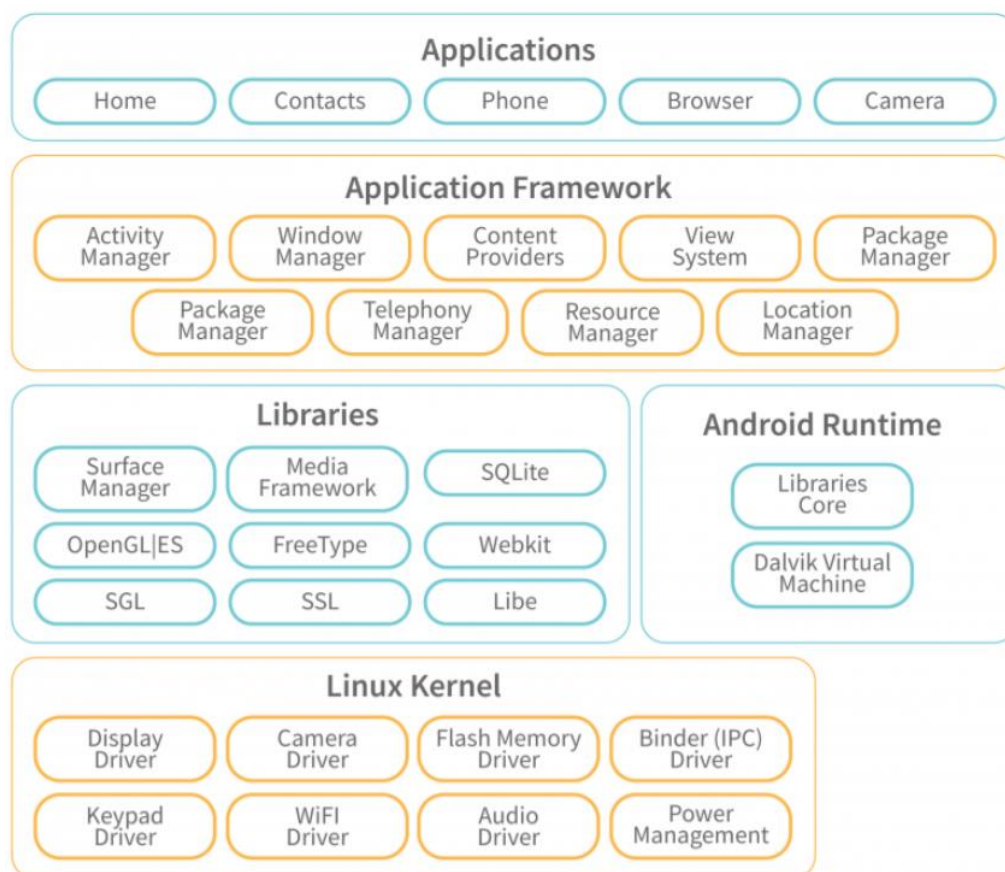 Applications
Home Contacts Phone Browser Camera
Application Framework
Activity Manager
Window Manager
Content Providers
View System
Package Manager
Package Manager
Telephony Manager
Resource Manager
Location Manager
Libraries
Surface Manager
Media Framework
SQLite
OpenGL|ES
FreeType
Webkit
SGL
SSL
Libe
Android Runtime
Libraries Core
Dalvik Virtual Machine
Linux Kernel
Display Driver
Camera Driver
Flash Memory Driver
Binder (IPC) Driver
Keypad Driver
WiFI Driver
Audio Driver
Power Management